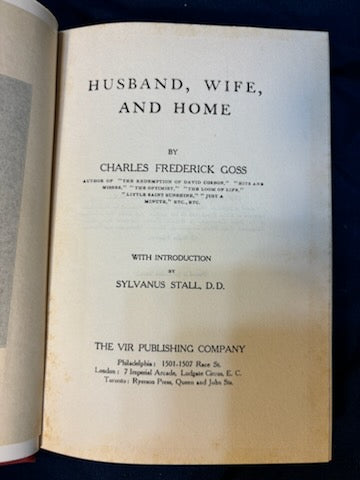 HUSBAND, WIFE,
AND HOME
BY
CHARLES FREDERICK GOSS
AUTHOR OF "THE REDEMPTION OF DAVID CORSON," "HITS AND
MISSES," "THE OPTIMIST," "THE LOOM OF LIFE,"
"LITTLE SAINT SUNSHINE," "JUST A
MINUTE," ETC., ETC.
WITH INTRODUCTION
BY
SYLVANUS STALL, D.D.
THE VIR PUBLISHING COMPANY
Philadelphia: 1501-1507 Race St.
London: 7 Imperial Arcade, Ludgate Circus, E. C.
Toronto: Ryerson Press, Queen and John Sts.